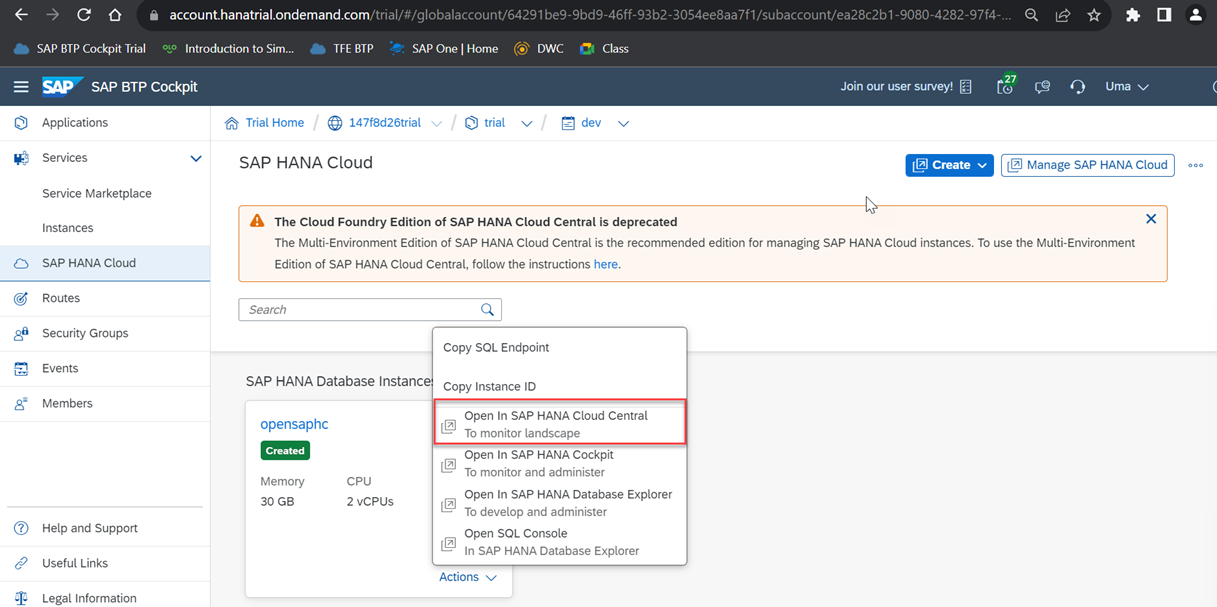 account.hanatrial.ondemand.com/trial/#/globalaccount/64291be9-9bd9-46ff-93b2-3054ee8aa7f1/subaccount/ea28c2b1-9080-4282-97f4-...
SAP BTP Cockpit Trial
Introduction to Sim...
TFE BTP
SAP One | Home
DWC
Class
SAP
SAP BTP Cockpit
Join our user survey!
27
Uma
Applications
Services
Service Marketplace
Instances
SAP HANA Cloud
Routes
Security Groups
Events
Members
Help and Support
Useful Links
Legal Information
Trial Home / 147f8d26trial / trial / dev
SAP HANA Cloud
Create
Manage SAP HANA Cloud
The Cloud Foundry Edition of SAP HANA Cloud Central is deprecated
The Multi-Environment Edition of SAP HANA Cloud Central is the recommended edition for managing SAP HANA Cloud instances. To use the Multi-Environment
Edition of SAP HANA Cloud Central, follow the instructions here.
Search
SAP HANA Database Instances
opensaphc
Created
Memory
CPU
30 GB
2 vCPUs
Copy SQL Endpoint
Copy Instance ID
Open In SAP HANA Cloud Central
To monitor landscape
Open In SAP HANA Cockpit
To monitor and administer
Open In SAP HANA Database Explorer
To develop and administer
Open SQL Console
In SAP HANA Database Explorer
Actions